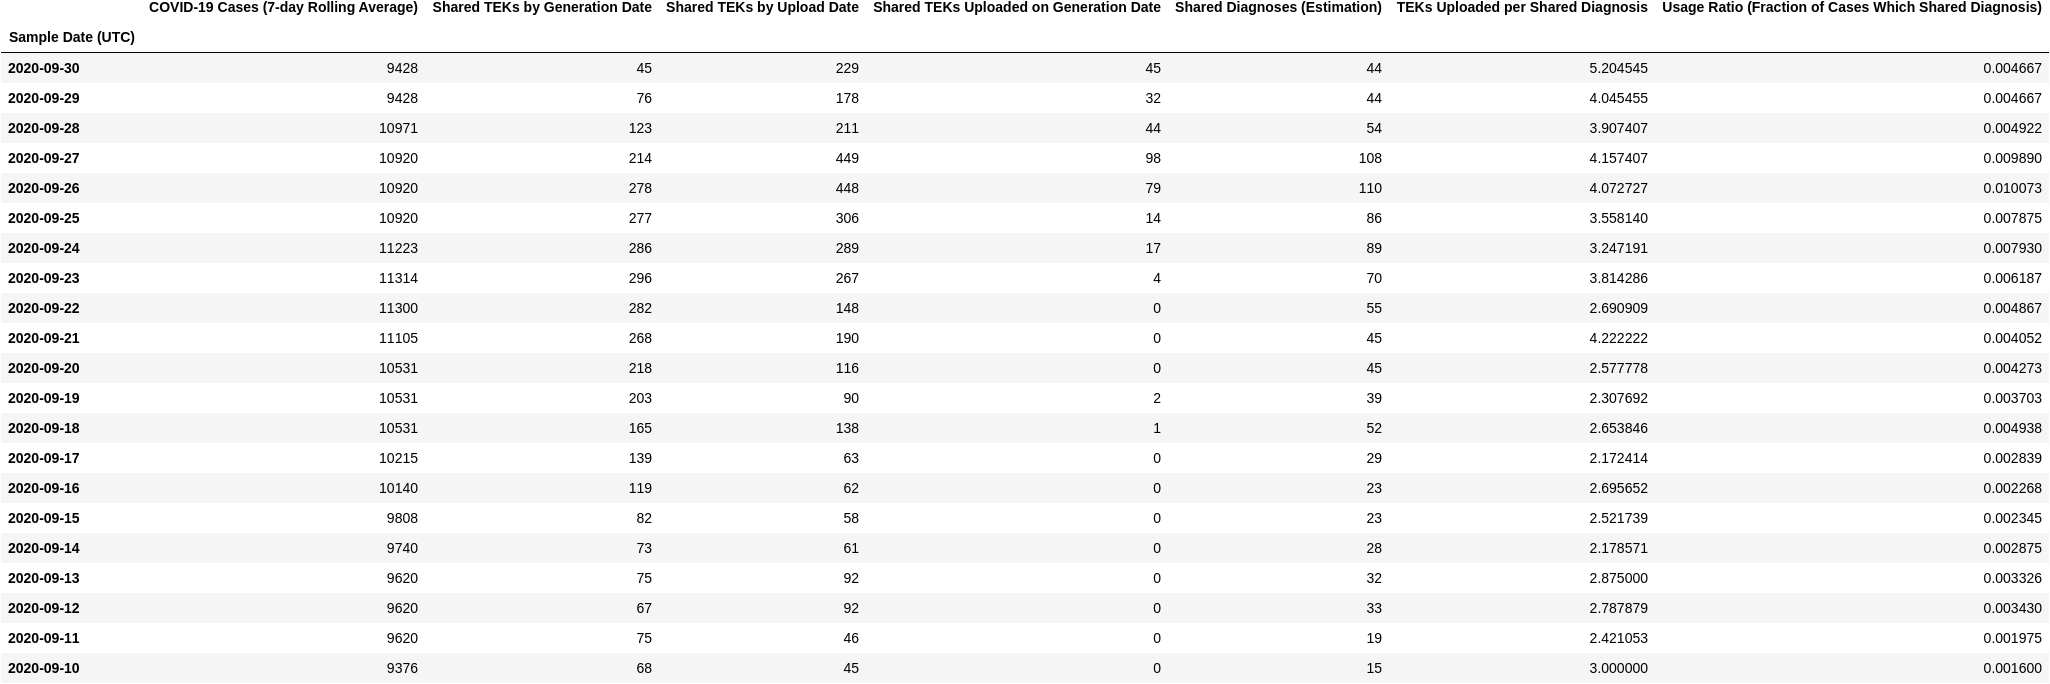 COVID-19 Cases (7-day Rolling Average) Shared TEKs by Generation Date Shared TEKs by Upload Date Shared TEKs Uploaded on Generation Date Shared Diagnoses (Estimation) TEKs Uploaded per Shared Diagnosis Usage Ratio (Fraction of Cases Which Shared Diagnosis)
Sample Date (UTC)
2020-09-30 9428 45 229 45 44 5.204545 0.004667
2020-09-29 9428 76 178 32 44 4.045455 0.004667
2020-09-28 10971 123 211 44 54 3.907407 0.004922
2020-09-27 10920 214 449 98 108 4.157407 0.009890
2020-09-26 10920 278 448 79 110 4.072727 0.010073
2020-09-25 10920 277 306 14 86 3.558140 0.007875
2020-09-24 11223 286 289 17 89 3.247191 0.007930
2020-09-23 11314 296 267 4 70 3.814286 0.006187
2020-09-22 11300 282 148 0 55 2.690909 0.004867
2020-09-21 11105 268 190 0 45 4.222222 0.004052
2020-09-20 10531 218 116 0 45 2.577778 0.004273
2020-09-19 10531 203 90 2 39 2.307692 0.003703
2020-09-18 10531 165 138 1 52 2.653846 0.004938
2020-09-17 10215 139 63 0 29 2.172414 0.002839
2020-09-16 10140 119 62 0 23 2.695652 0.002268
2020-09-15 9808 82 58 0 23 2.521739 0.002345
2020-09-14 9740 73 61 0 28 2.178571 0.002875
2020-09-13 9620 75 92 0 32 2.875000 0.003326
2020-09-12 9620 67 92 0 33 2.787879 0.003430
2020-09-11 9620 75 46 0 19 2.421053 0.001975
2020-09-10 9376 68 45 0 15 3.000000 0.001600